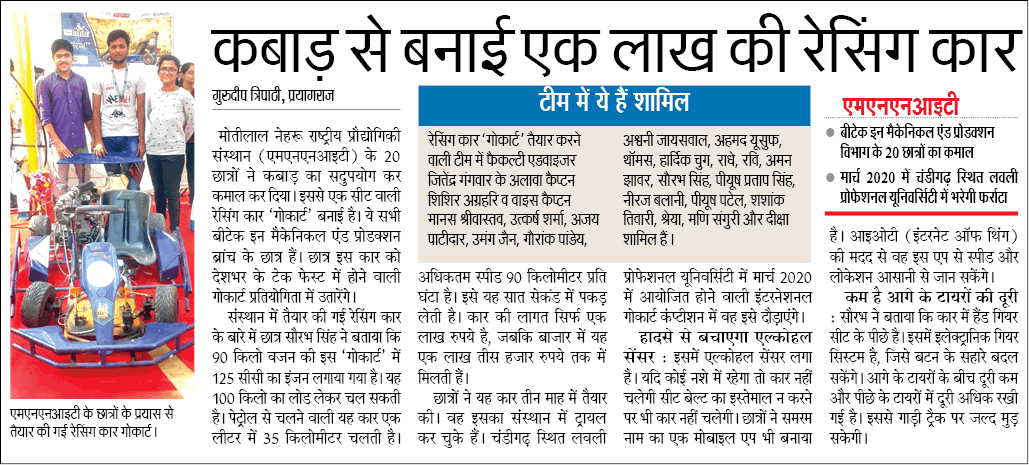 कबाड़ से बनाई एक लाख की रेसिंग कार
गुरुदीप त्रिपाठी, प्रयागराज
मोतीलाल नेहरू राष्ट्रीय प्रौद्योगिकी
संस्थान (एमएनएनआइटी) के 20
छात्रों ने कबाड़ का सदुपयोग कर
कमाल कर दिया। इससे एक सीट वाली
रेसिंग कार ‘गोकार्ट’ बनाई है। ये सभी
बीटेक इन मैकेनिकल एंड प्रोडक्शन
ब्रांच के छात्र हैं। छात्र इस कार को
देशभर के टेक फेस्ट में होने वाली
गोकार्ट प्रतियोगिता में उतारेंगे।
संस्थान में तैयार की गई रेसिंग कार
के बारे में छात्र सौरभ सिंह ने बताया कि
90 किलो वजन की इस ‘गोकार्ट’ में
125 सीसी का इंजन लगाया गया है। यह
100 किलो का लोड लेकर चल सकती
है। पेट्रोल से चलने वाली यह कार एक
लीटर में 35 किलोमीटर चलती है।
एमएनएनआइटी के छात्रों के प्रयास से
तैयार की गई रेसिंग कार गोकार्ट।
टीम में ये हैं शामिल
रेसिंग कार ‘गोकार्ट’ तैयार करने
वाली टीम में फैकल्टी एडवाइजर
जितेंद्र गंगवार के अलावा कैप्टन
शिशिर अग्रहरि व वाइस कैप्टन
मानस श्रीवास्तव, उत्कर्ष शर्मा, अजय
पाटीदार, उमंग जैन, गौरांक पांडेय,
अश्वनी जायसवाल, अहमद यूसुफ,
थॉमस, हार्दिक चुग, राधे, रवि, अमन
झावर, सौरभ सिंह, पीयूष प्रताप सिंह,
नीरज बलानी, पीयूष पटेल, शशांक
तिवारी, श्रेया, मणि संगुरी और दीक्षा
शामिल हैं।
अधिकतम स्पीड 90 किलोमीटर प्रति
घंटा है। इसे यह सात सेकंड में पकड़
लेती है। कार की लागत सिर्फ एक
लाख रुपये है, जबकि बाजार में यह
एक लाख तीस हजार रुपये तक में
मिलती हैं।
छात्रों ने यह कार तीन माह में तैयार
की। वह इसका संस्थान में ट्रायल
कर चुके हैं। चंडीगढ़ स्थित लवली
प्रोफेशनल यूनिवर्सिटी में मार्च 2020
में आयोजित होने वाली इंटरनेशनल
गोकार्ट कंप्टीशन में वह इसे दौड़ाएंगे।
हादसे से बचाएगा एल्कोहल
सेंसर : इसमें एल्कोहल सेंसर लगा
है। यदि कोई नशे में रहेगा तो कार नहीं
चलेगी सीट बेल्ट का इस्तेमाल न करने
पर भी कार नहीं चलेगी। छात्रों ने समरम
नाम का एक मोबाइल एप भी बनाया
एमएनएनआइटी
● बीटेक इन मैकेनिकल एंड प्रोडक्शन
विभाग के 20 छात्रों का कमाल
● मार्च 2020 में चंडीगढ़ स्थित लवली
प्रोफेशनल यूनिवर्सिटी में भरेगी फर्राटा
है। आइओटी (इंटरनेट ऑफ थिंग)
की मदद से वह इस एप से स्पीड और
लोकेशन आसानी से जान सकेंगे।
कम है आगे के टायरों की दूरी
: सौरभ ने बताया कि कार में हैंड गियर
सीट के पीछे है। इसमें इलेक्ट्रानिक गियर
सिस्टम है, जिसे बटन के सहारे बदल
सकेंगे। आगे के टायरों के बीच दूरी कम
और पीछे के टायरों में दूरी अधिक रखी
गई है। इससे गाड़ी ट्रैक पर जल्द मुड़
सकेगी।